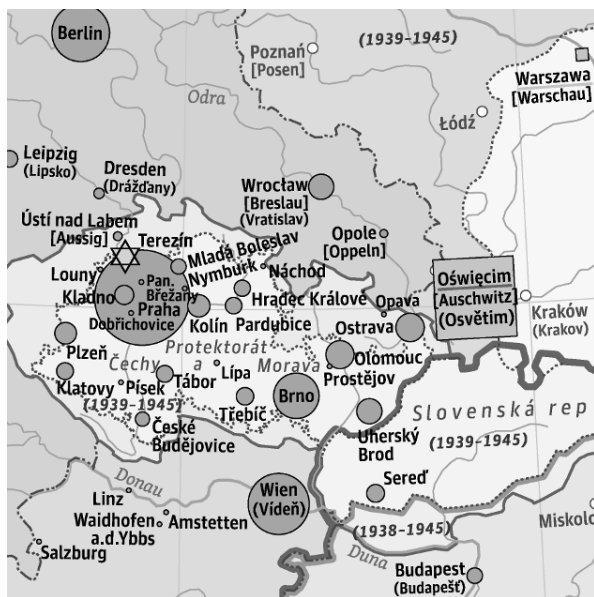 Berlin
Poznań
[Posen]
(1939–1945)
Warszawa
[Warschau]
Odra
Łódź
Leipzig
(Lipsko)
Dresden
(Drážďany)
Wrocław
[Breslau]
(Vratislav)
Ústí nad Labem
[Aussig]
Terezín
Opole
[Oppeln]
Mladá Boleslav
Louny
Nymburk
Náchod
Oświęcim
[Auschwitz]
(Osvětim)
Pan.
Břežany
Kladno
Praha
Hradec Králové
Opava
Kraków
(Krakov)
Dobřichovice
Kolín
Pardubice
Ostrava
Plzeň
Čechy
Protektorát
a
Morava
Olomouc
Prostějov
Klatovy
Písek
Tábor
Lípa
Brno
(1939–1945)
Třebíč
Slovenská rep
(1939–1945)
České
Budějovice
Uherský
Brod
Donau
Wien
(Vídeň)
Sereď
Linz
Waidhofen
a.d.Ybbs
Amstetten
(1938–1945)
Miskolc
Salzburg
Duna
Budapest
(Budapešť)